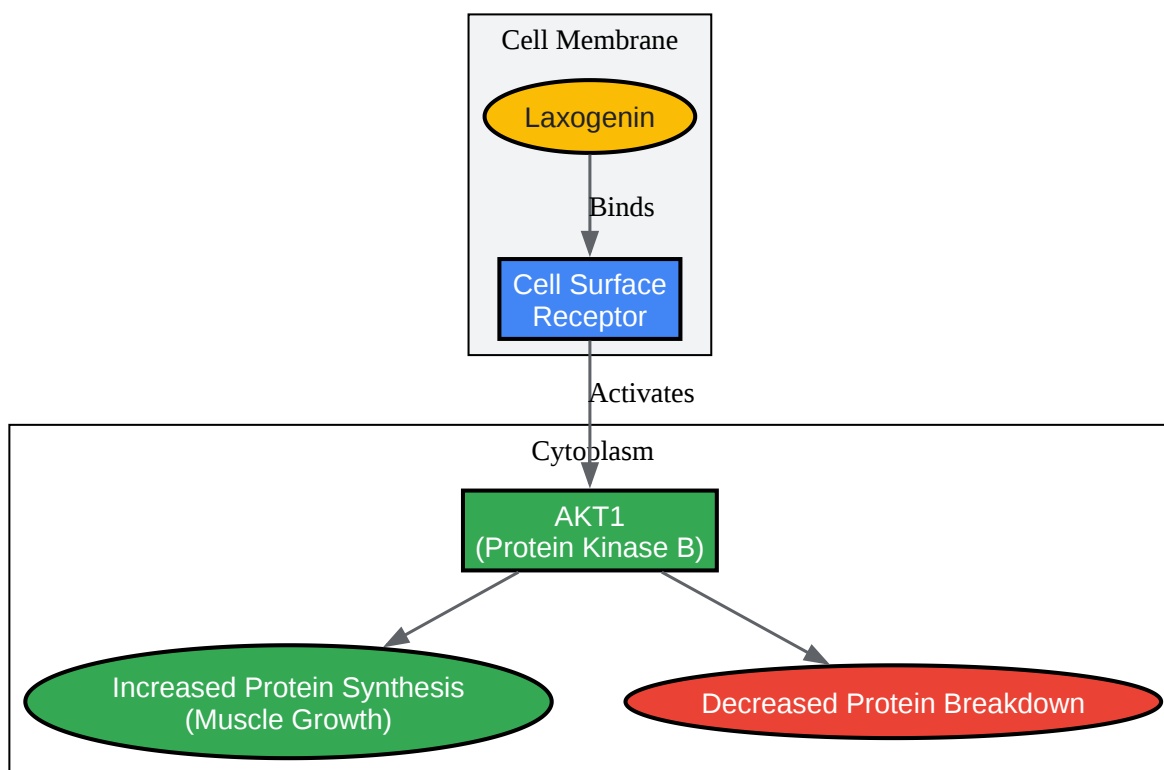 Cell Membrane
Laxogenin
Binds
Cell Surface
Receptor
Activates
Cytoplasm
AKT1
(Protein Kinase B)
Increased Protein Synthesis
(Muscle Growth)
Decreased Protein Breakdown